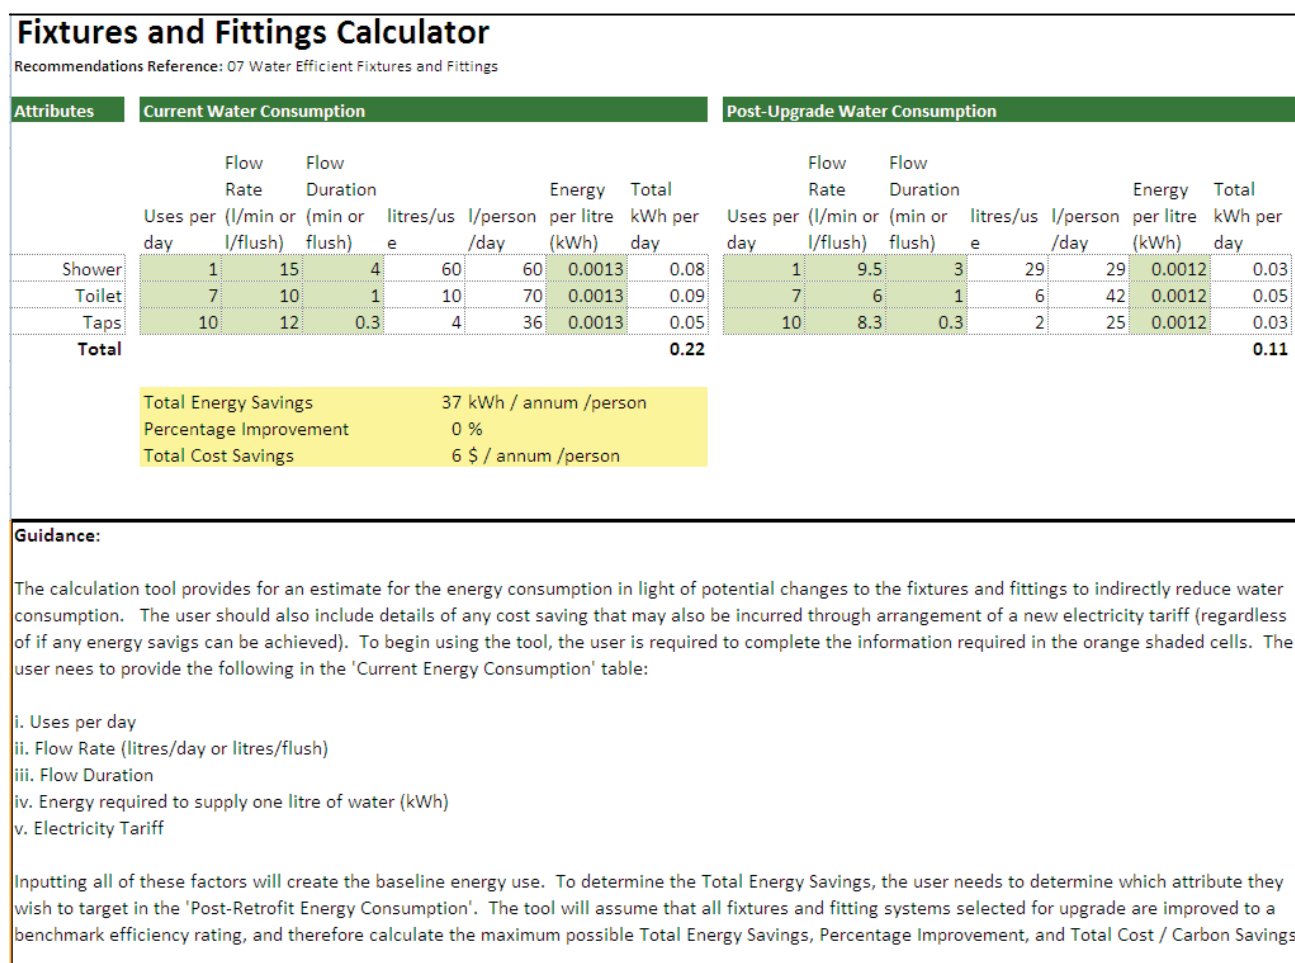 Fixtures and Fittings Calculator
Recommendations Reference: 07 Water Efficient Fixtures and Fittings
Attributes Current Water Consumption Post-Upgrade Water Consumption
Flow Flow Flow Flow
Rate Duration Energy Total Rate Duration Energy Total
Uses per (l/min or (min or litres/us l/person per litre kWh per Uses per (l/min or (min or litres/us l/person per litre kWh per
day l/flush) flush) e /day (kWh) day day l/flush) flush) e /day (kWh) day
Shower 1 15 4 60 60 0.0013 0.08 1 9.5 3 29 29 0.0012 0.03
Toilet 7 10 1 10 70 0.0013 0.09 7 6 1 6 42 0.0012 0.05
Taps 10 12 0.3 4 36 0.0013 0.05 10 8.3 0.3 2 25 0.0012 0.03
Total 0.22 0.11
Total Energy Savings 37 kWh / annum /person
Percentage Improvement 0 %
Total Cost Savings 6 $ / annum /person
Guidance:
The calculation tool provides for an estimate for the energy consumption in light of potential changes to the fixtures and fittings to indirectly reduce water
consumption. The user should also include details of any cost saving that may also be incurred through arrangement of a new electricity tariff (regardless
of if any energy savigs can be achieved). To begin using the tool, the user is required to complete the information required in the orange shaded cells. The
user nees to provide the following in the 'Current Energy Consumption' table:
i. Uses per day
ii. Flow Rate (litres/day or litres/flush)
iii. Flow Duration
iv. Energy required to supply one litre of water (kWh)
v. Electricity Tariff
Inputting all of these factors will create the baseline energy use. To determine the Total Energy Savings, the user needs to determine which attribute they
wish to target in the 'Post-Retrofit Energy Consumption'. The tool will assume that all fixtures and fitting systems selected for upgrade are improved to a
benchmark efficiency rating, and therefore calculate the maximum possible Total Energy Savings, Percentage Improvement, and Total Cost / Carbon Savings